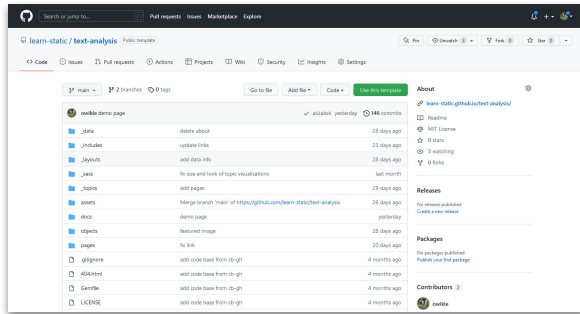 Search or jump to... / Pull requests Issues Marketplace Explore
learn-static / text-analysis Public template Pin Unwatch 3 Fork 0 Star 0
Code Issues Pull requests Actions Projects Wiki Security Insights Settings
main 2 branches 0 tags Go to file Add file Code Use this template
owikle demo page yesterday 146 commits
_data delete about 28 days ago
_includes update links 23 days ago
_layouts add data info 28 days ago
_sass fix size and look of topic visualizations last month
_topics add pages 29 days ago
assets Merge branch 'main' of https://github.com/learn-static/text-analysis 26 days ago
docs demo page yesterday
objects featured image 28 days ago
pages fix link 20 days ago
.gitignore add code base from cb-gh 4 months ago
404.html add code base from cb-gh 4 months ago
Gemfile add code base from cb-gh 4 months ago
LICENSE add code base from cb-gh 4 months ago
About
learn-static.github.io/text-analysis/
Readme
MIT License
0 stars
3 watching
0 forks
Releases
No releases published
Create a new release
Packages
No packages published
Publish your first package
Contributors 2
owikle